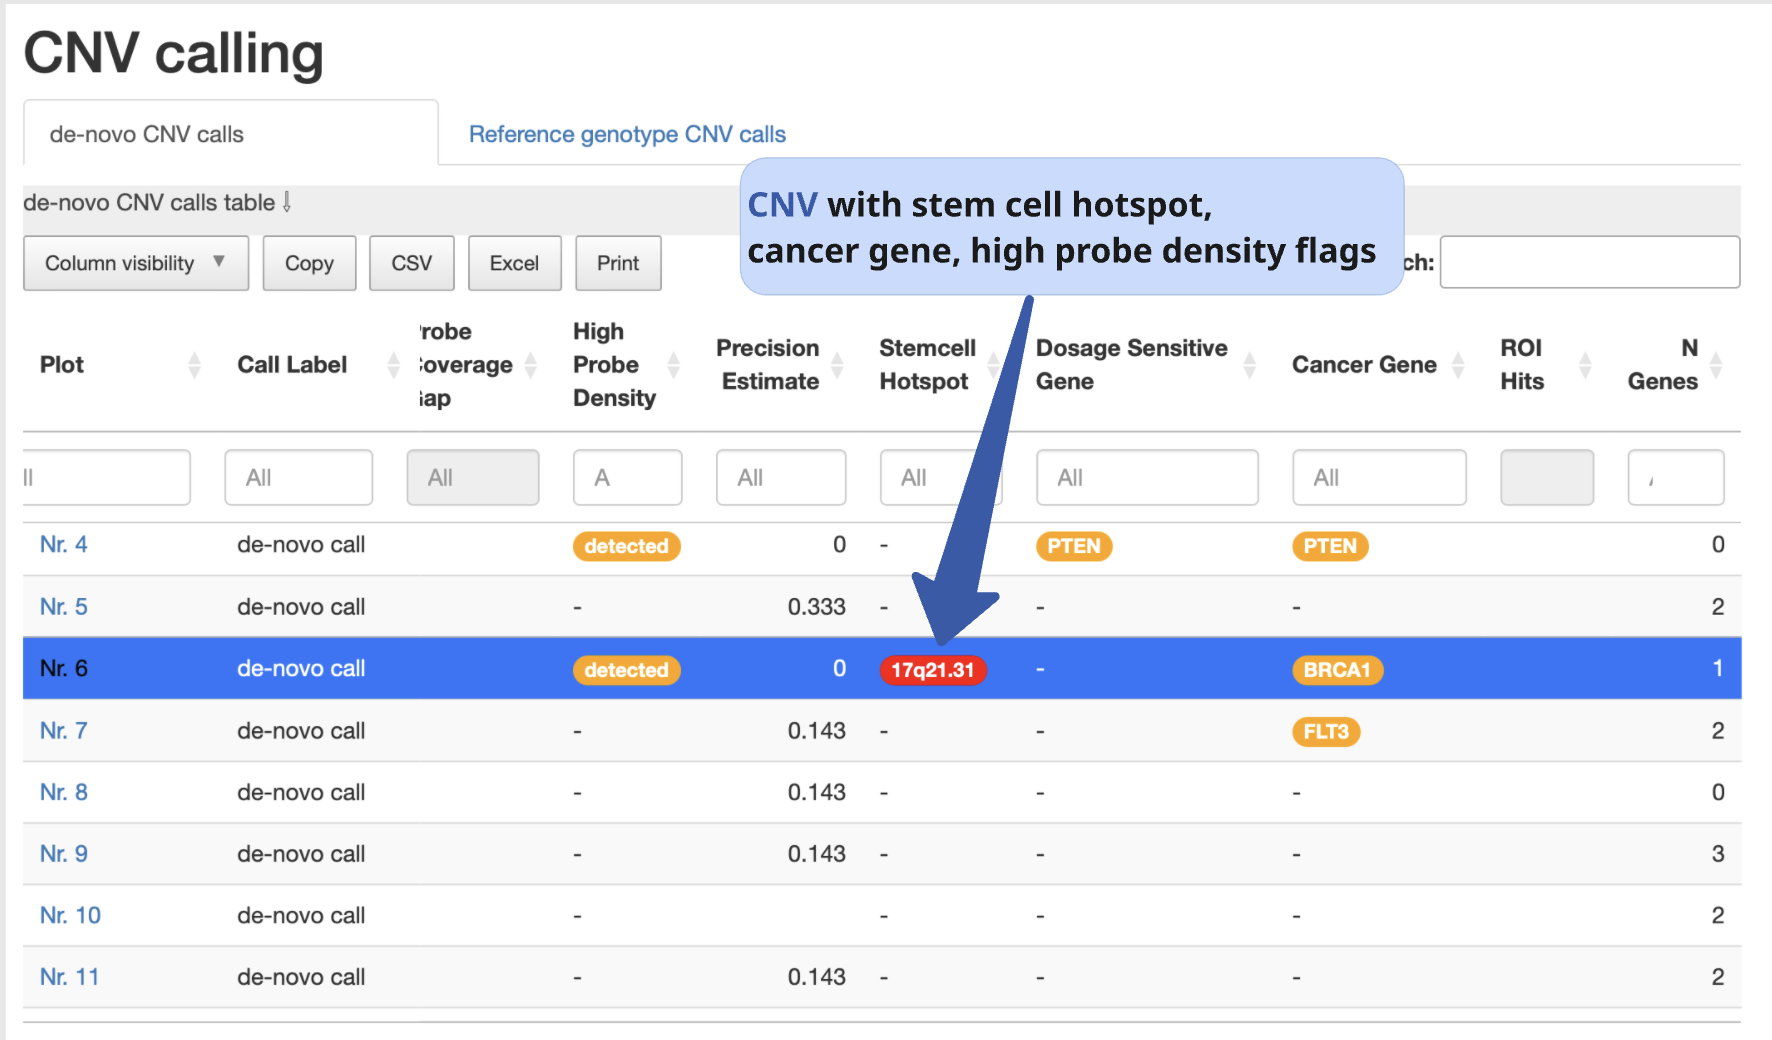 CNV calling
de-novo CNV calls
Reference genotype CNV calls
de-novo CNV calls table ⇩
CNV with stem cell hotspot,
cancer gene, high probe density flags
Column visibility ▼ Copy CSV Excel Print ch:
Plot Call Label robe overage ap High Probe Density Precision Estimate Stemcell Hotspot Dosage Sensitive Gene Cancer Gene ROI Hits N Genes
ll All All A All All All All
Nr. 4 de-novo call detected 0 - PTEN PTEN 0
Nr. 5 de-novo call - 0.333 - - - 2
Nr. 6 de-novo call detected 0 17q21.31 - BRCA1 1
Nr. 7 de-novo call - 0.143 - - FLT3 2
Nr. 8 de-novo call - 0.143 - - - 0
Nr. 9 de-novo call - 0.143 - - - 3
Nr. 10 de-novo call - - - - 2
Nr. 11 de-novo call - 0.143 - - - 2